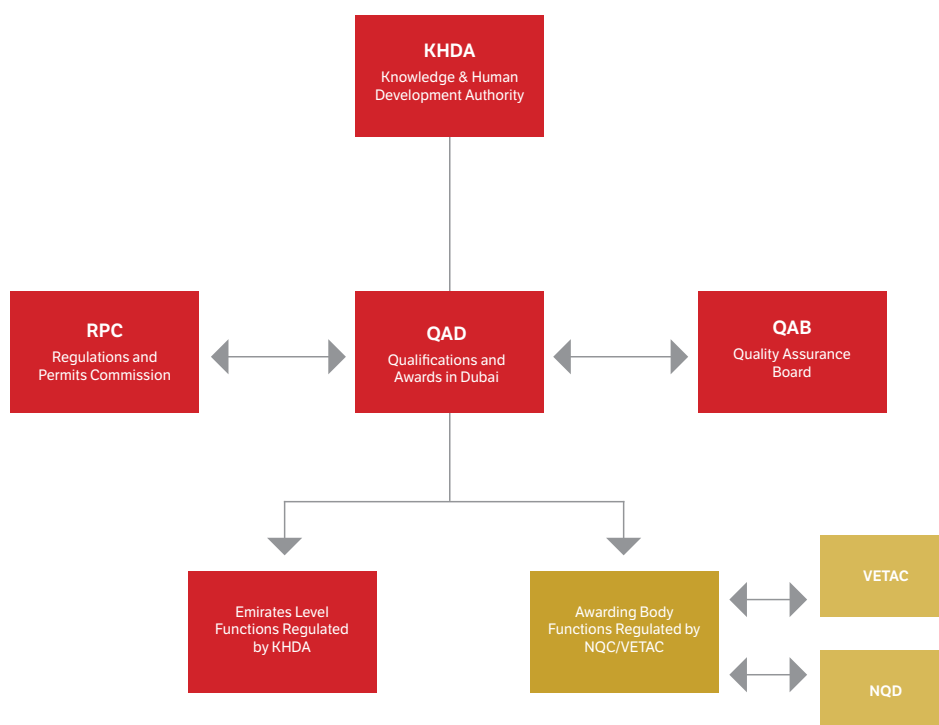 KHDA
Knowledge & Human
Development Authority
RPC
Regulations and
Permits Commission
QAD
Qualifications and
Awards in Dubai
QAB
Quality Assurance
Board
Emirates Level
Functions Regulated
by KHDA
Awarding Body
Functions Regulated by
NQC/VETAC
VETAC
NQD